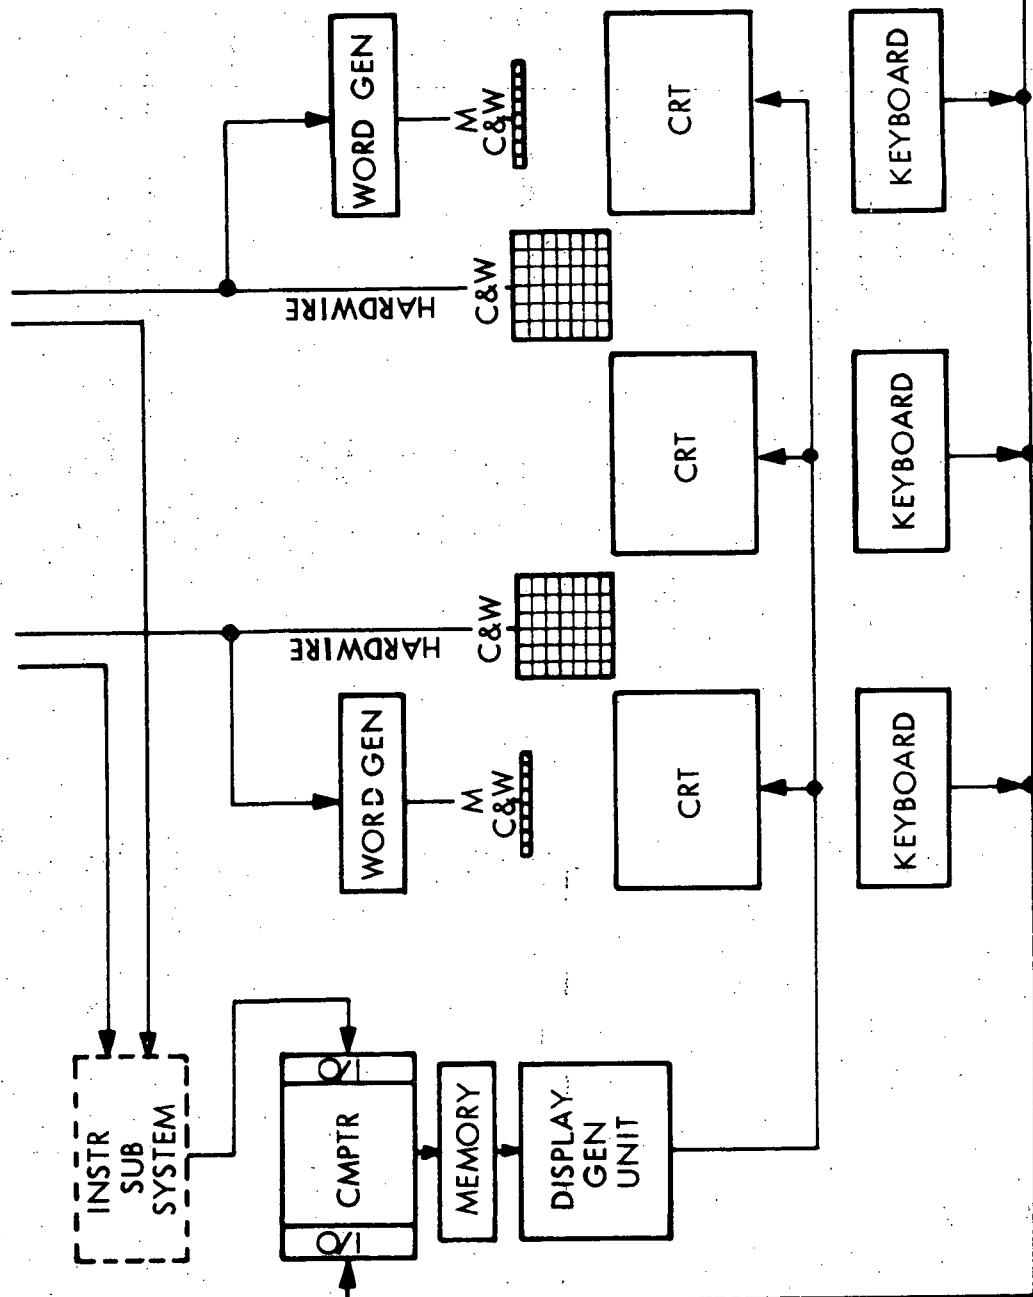 INSTR
SUB
SYSTEM
I/O
CMPTR
I/O
WORD GEN
HARDWIRE
HARDWIRE
WORD GEN
MEMORY
M
C&W
C&W
C&W
M
C&W
DISPLAY
GEN
UNIT
CRT
CRT
CRT
KEYBOARD
KEYBOARD
KEYBOARD